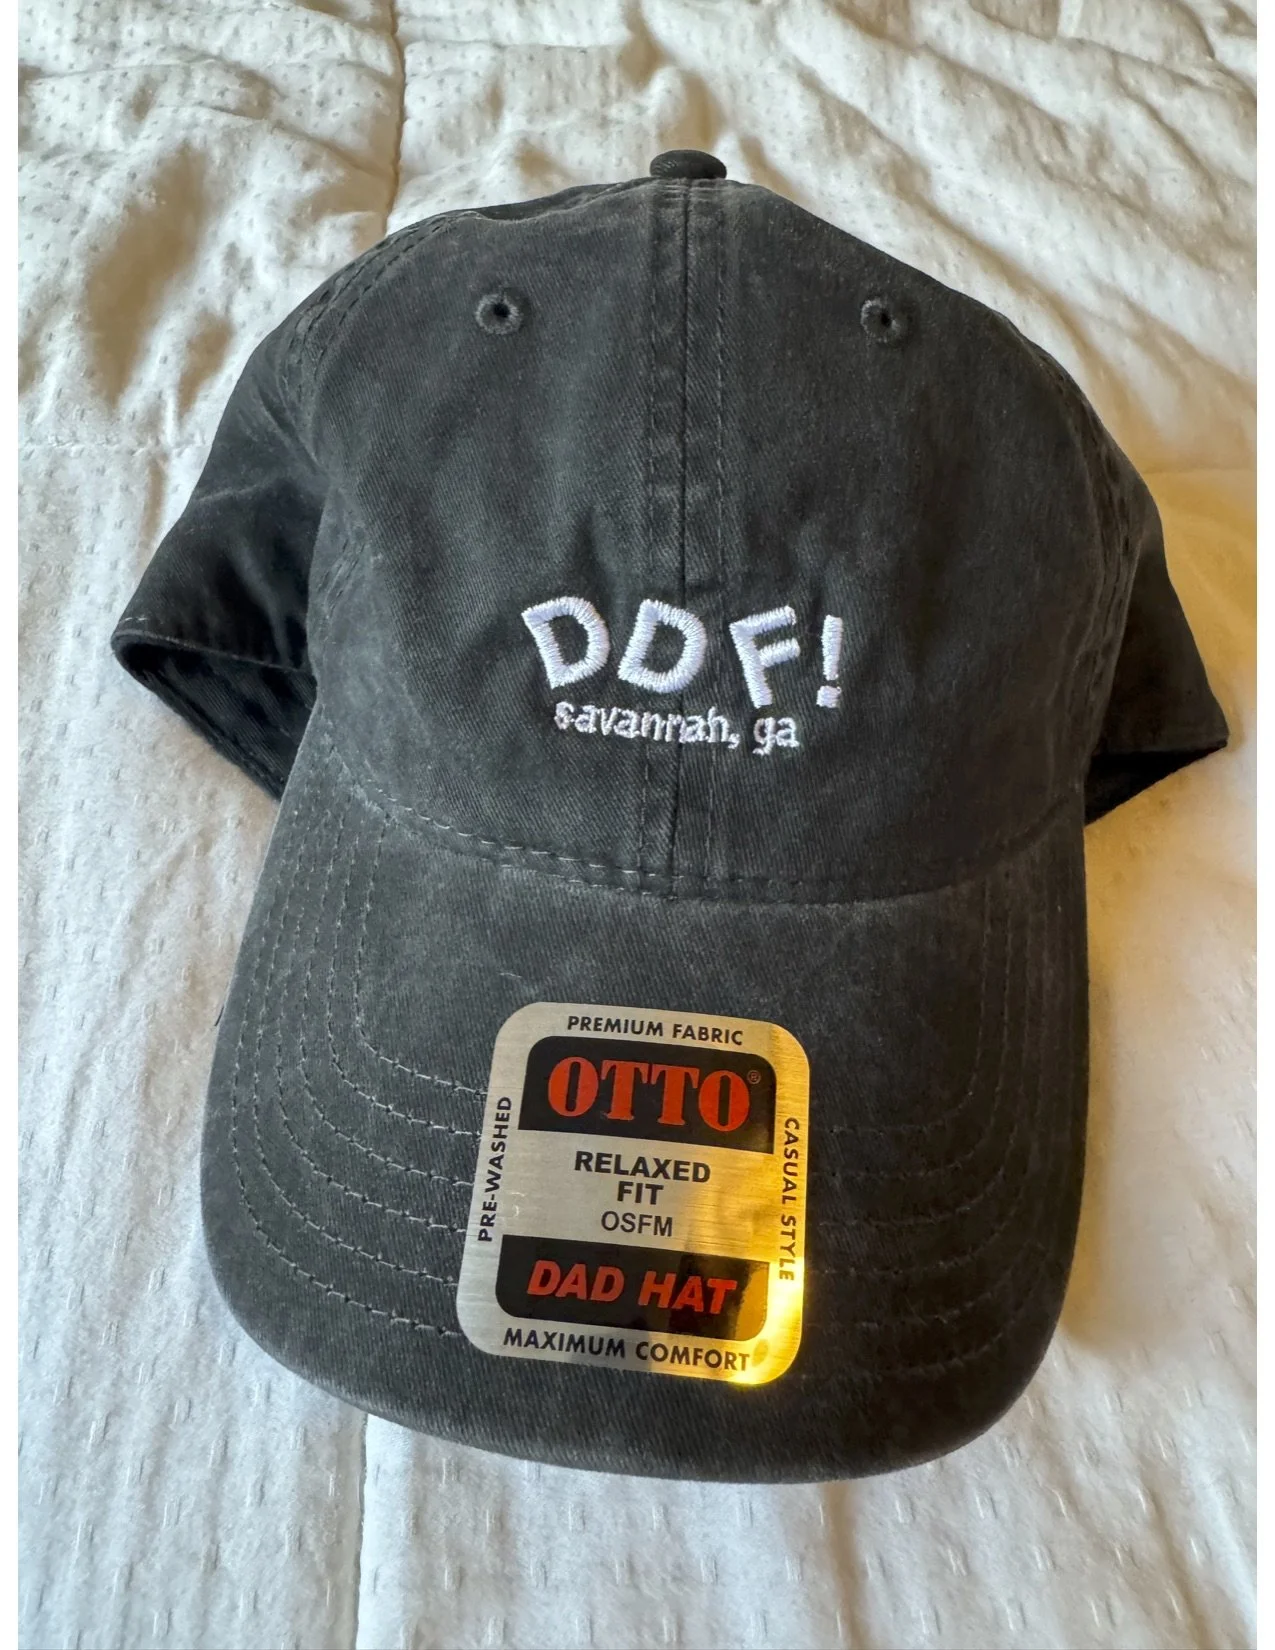 DDF!
savannah, ga
PREMIUM FABRIC
OTTO®
PRE-WASHED
CASUAL STYLE
RELAXED
FIT
OSFM
DAD HAT
MAXIMUM COMFORT